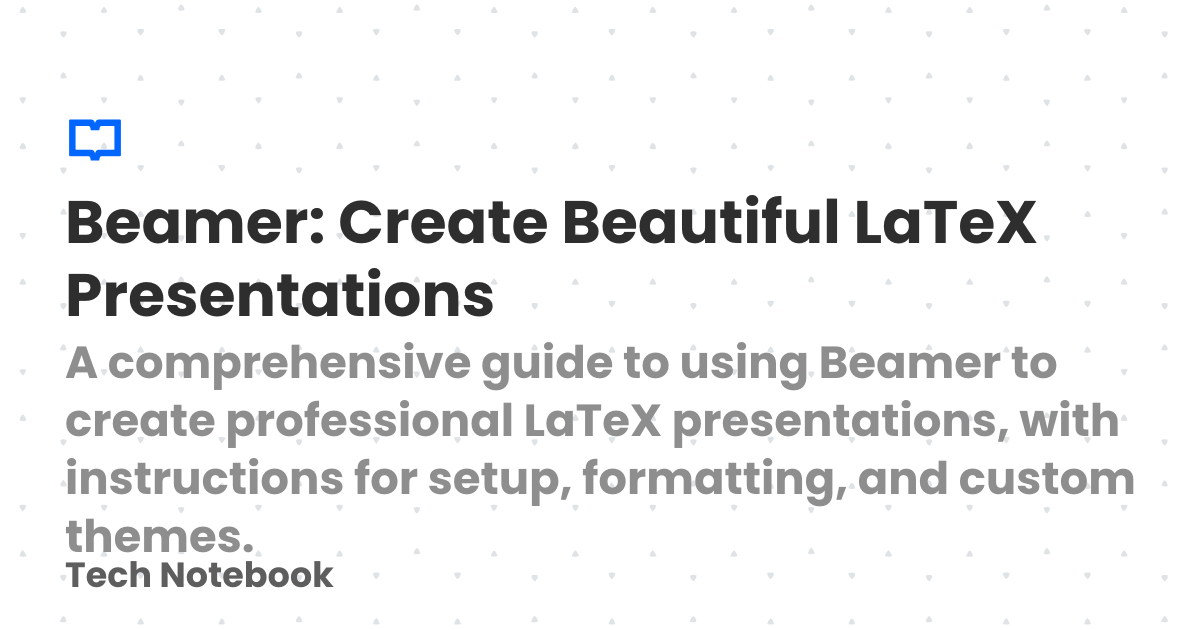 Beamer: Create Beautiful LaTeX
Presentations
A comprehensive guide to using Beamer to
create professional LaTeX presentations, with
instructions for setup, formatting, and custom
themes.
Tech Notebook